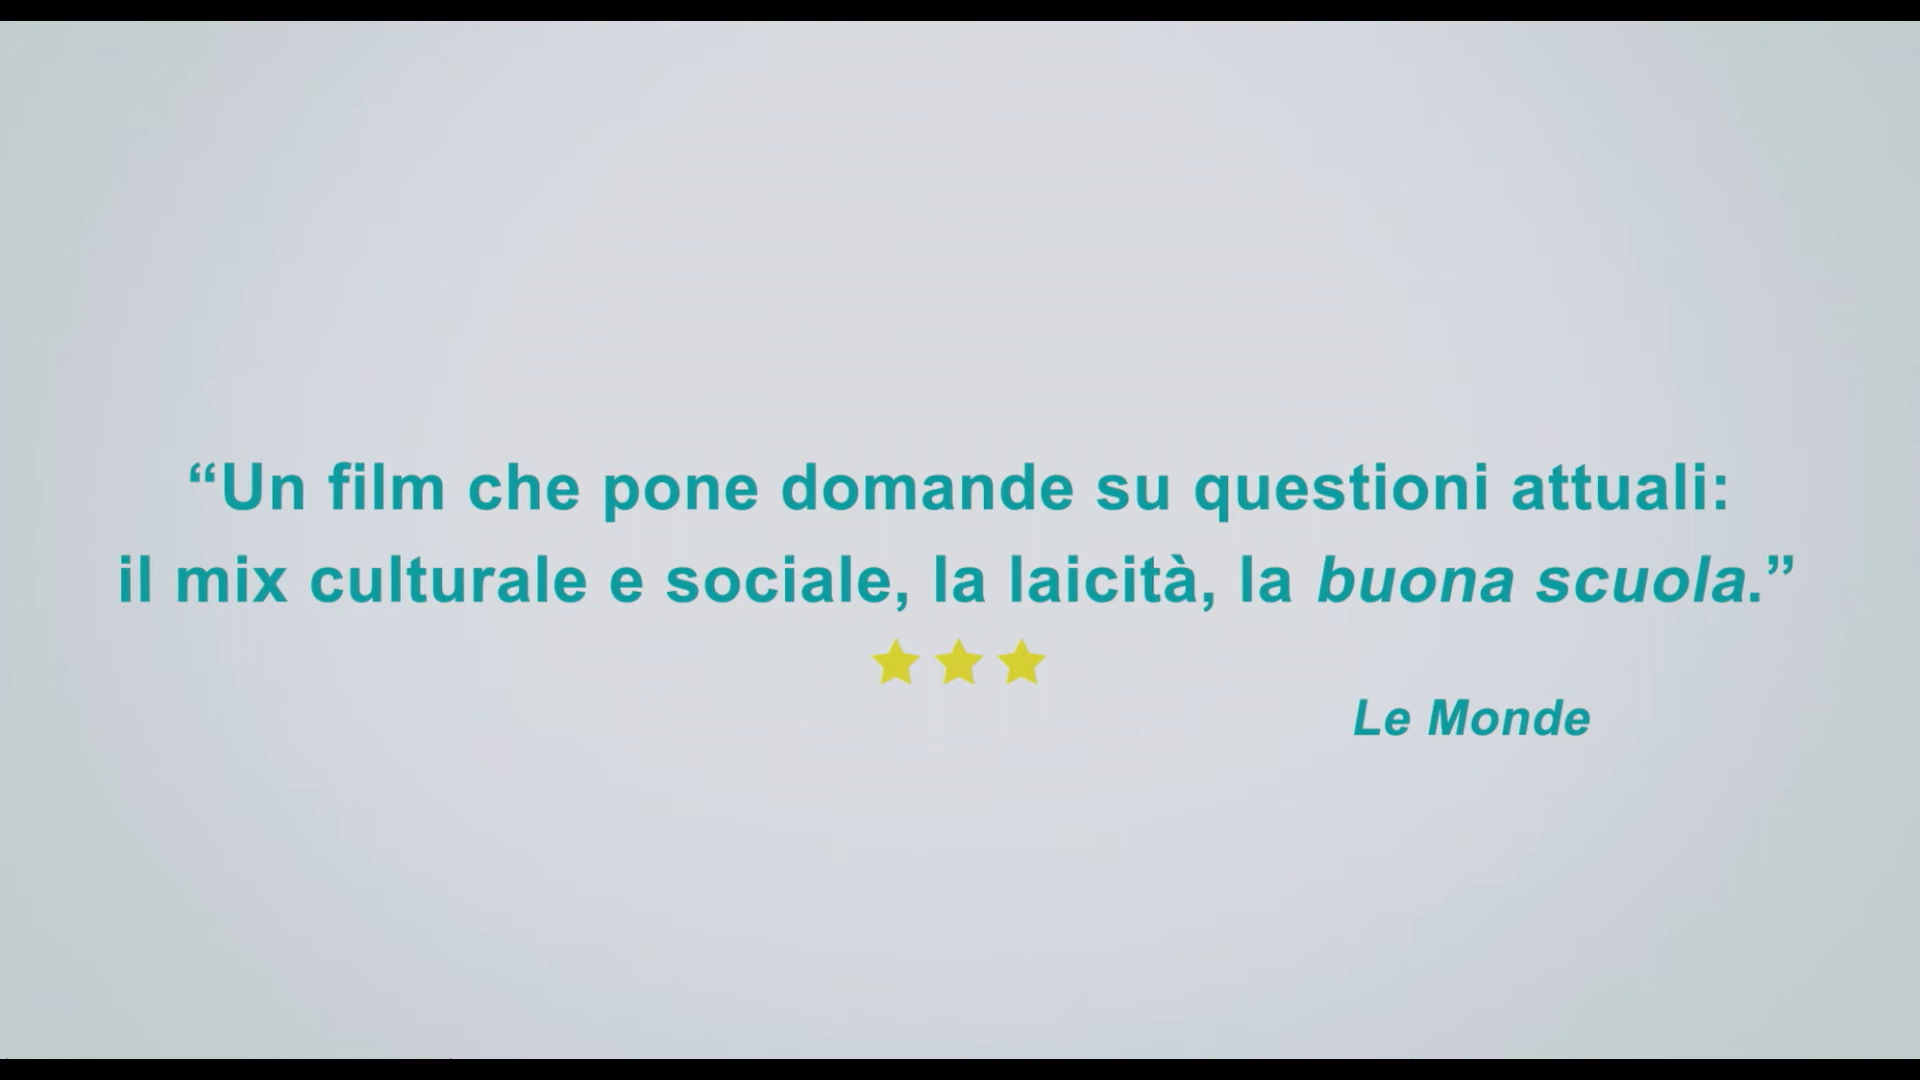 “Un film che pone domande su questioni attuali:
il mix culturale e sociale, la laicità, la buona scuola.”
Le Monde